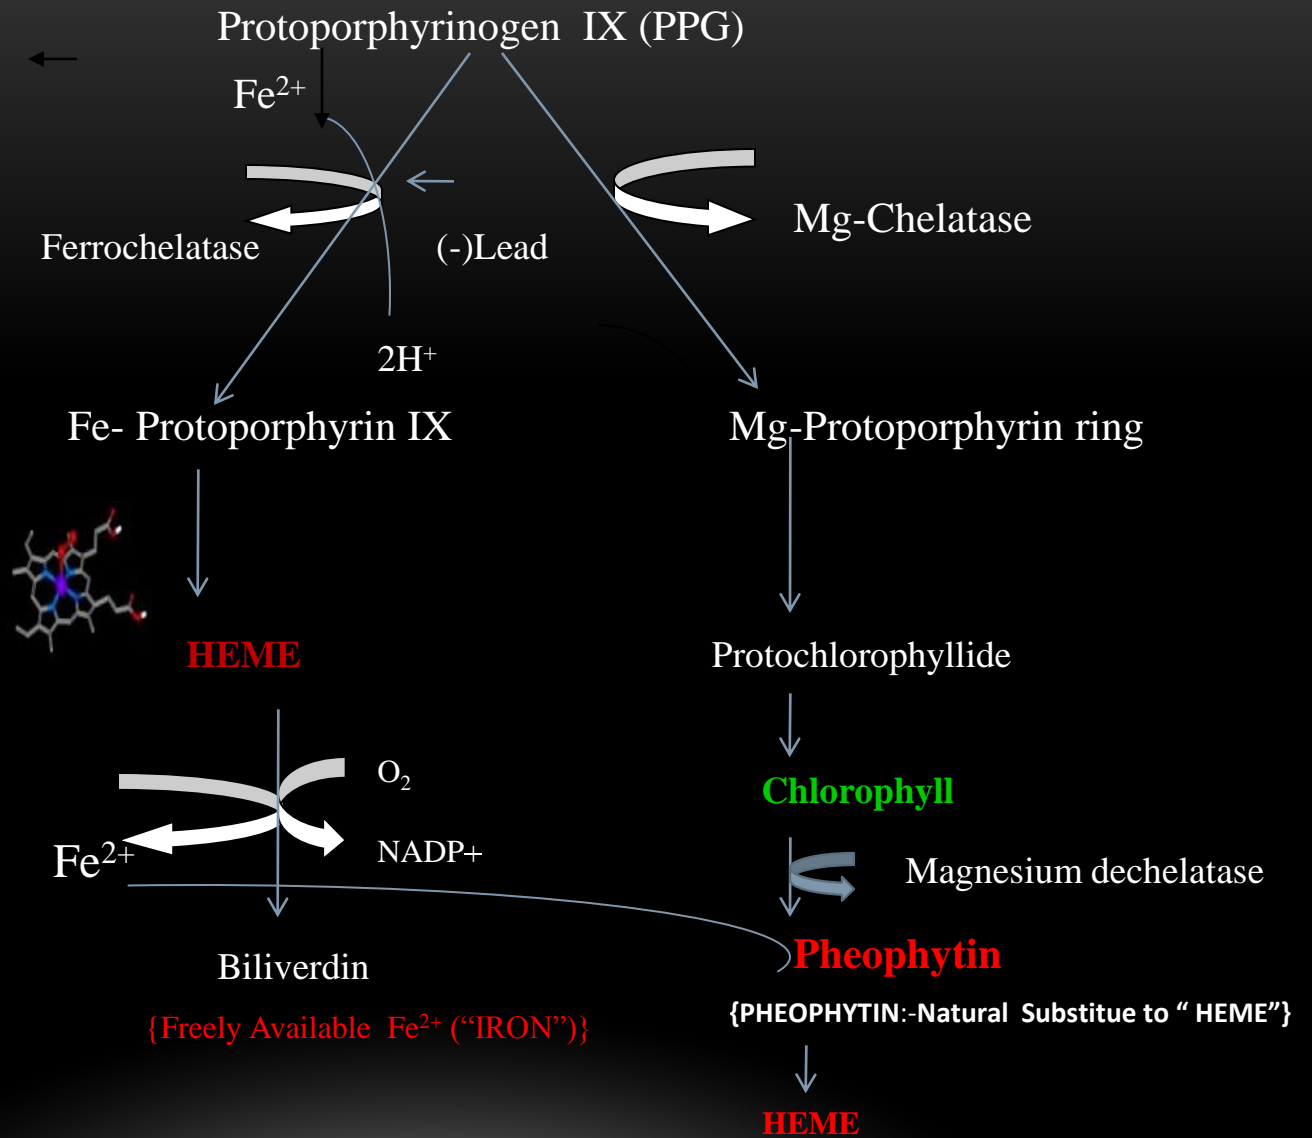 Protoporphyrinogen IX (PPG)
Fe²⁺
Ferrochelatase
(-)Lead
Mg-Chelatase
2H⁺
Fe- Protoporphyrin IX
Mg-Protoporphyrin ring
HEME
Protochlorophyllide
O₂
Chlorophyll
Fe²⁺
NADP+
Magnesium dechelatase
Biliverdin
Pheophytin
{Freely Available Fe²⁺ (“IRON”)}
{PHEOPHYTIN:-Natural Substitue to “ HEME”}
HEME